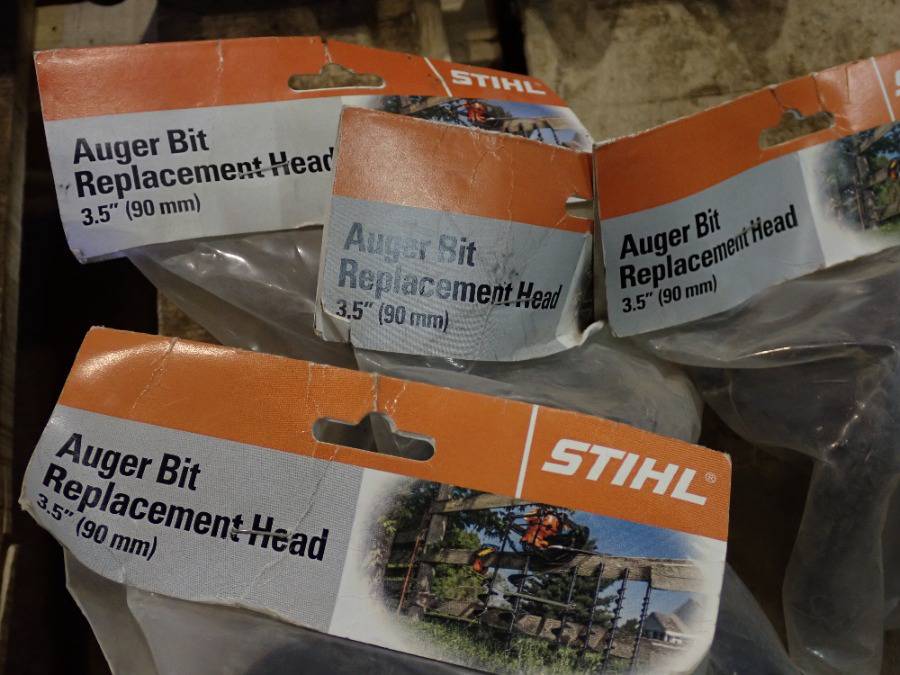 STIHL
Auger Bit
Replacement Head
3.5" (90 mm)
Auger Bit
Replacement Head
3.5" (90 mm)
S
Auger Bit
Replacement Head
3.5" (90 mm)
STIHL®
Auger Bit
Replacement Head
3.5" (90 mm)